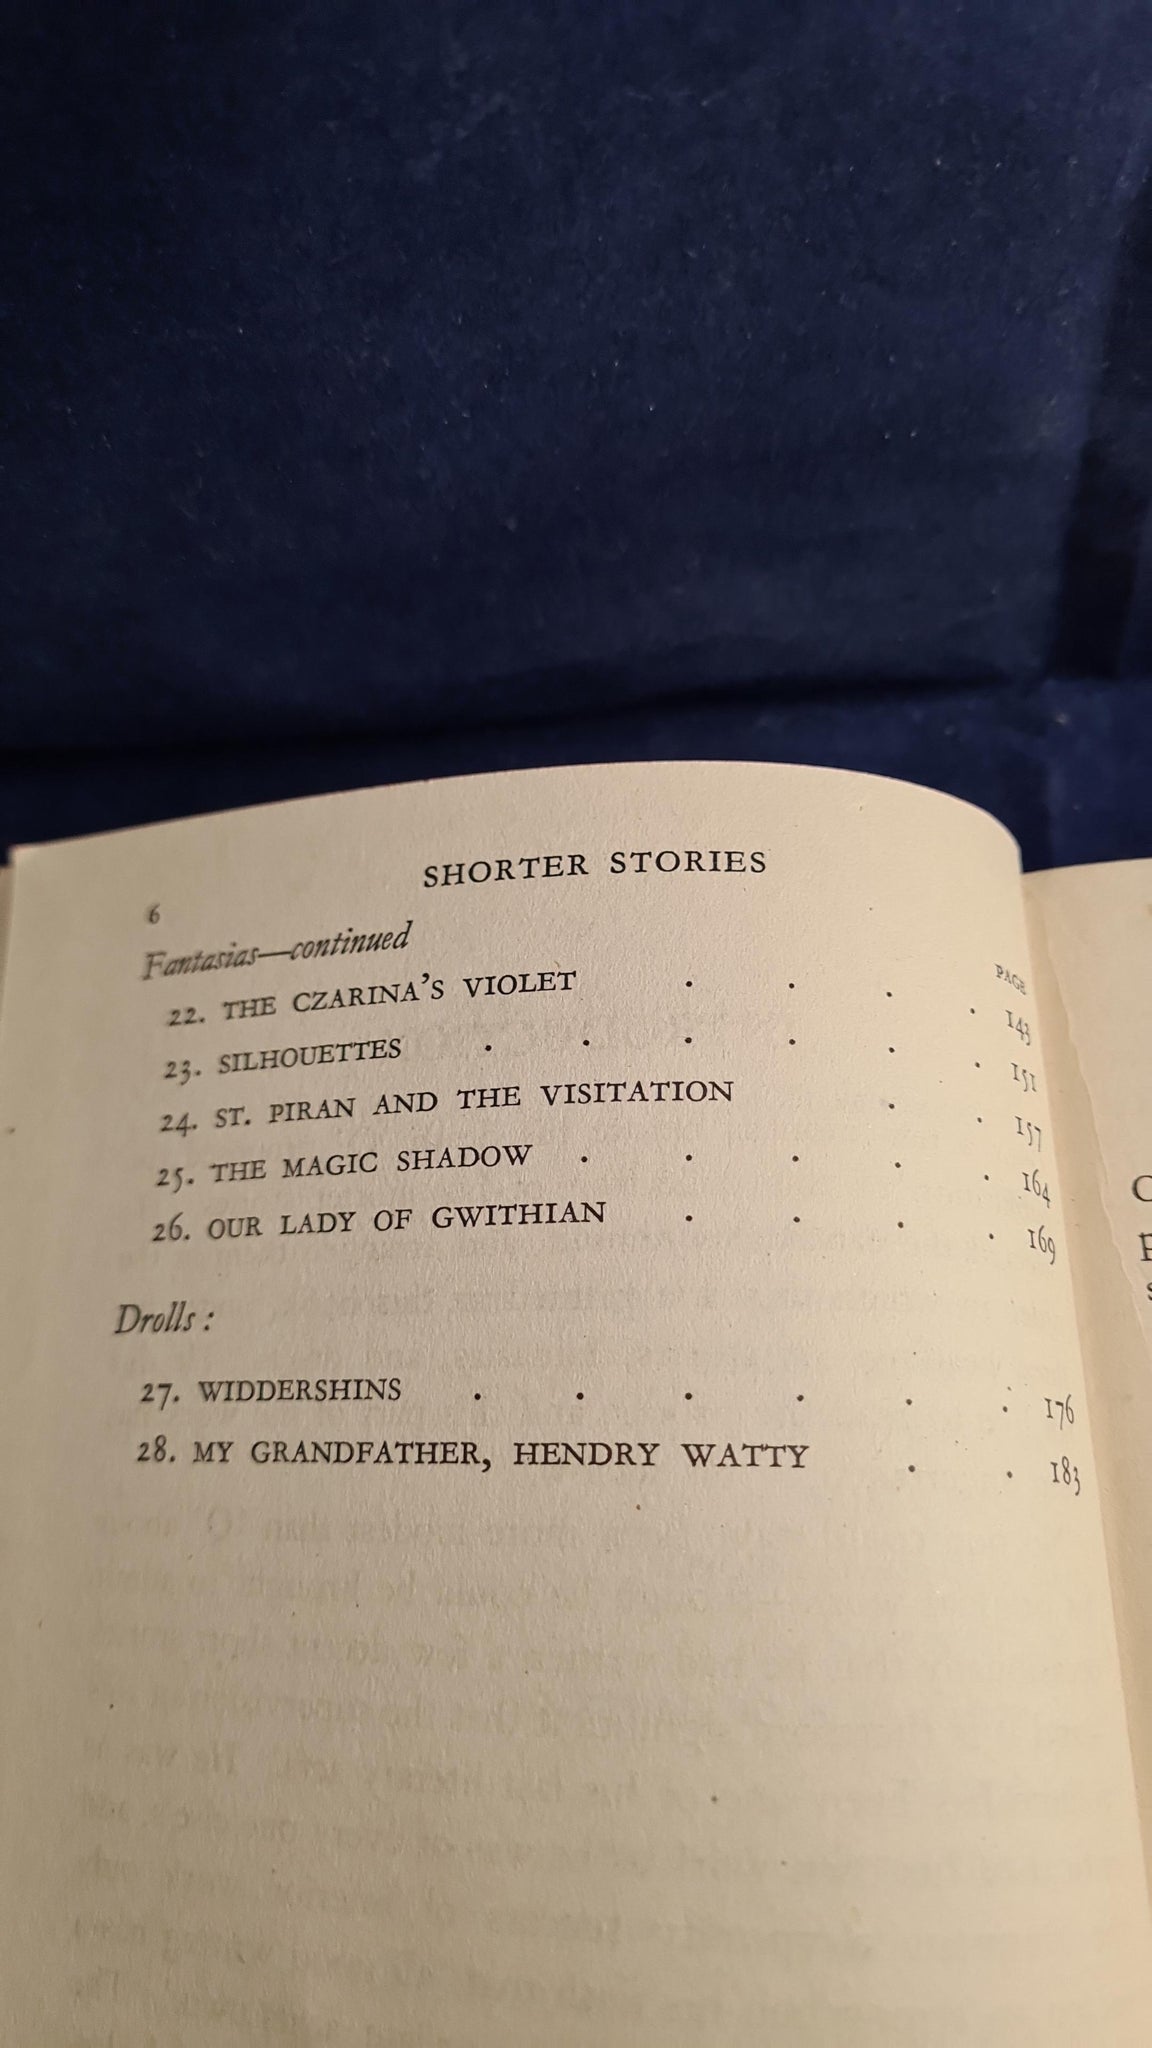 SHORTER STORIES
6
Fantasias—continued
PAGE
22. THE CZARINA'S VIOLET . . . . 143
23. SILHOUETTES . . . . . . 151
24. ST. PIRAN AND THE VISITATION . . 157
25. THE MAGIC SHADOW . . . . . 164
26. OUR LADY OF GWITHIAN . . . . 169
Drolls :
27. WIDDERSHINS . . . . . . 176
28. MY GRANDFATHER, HENDRY WATTY . . 183